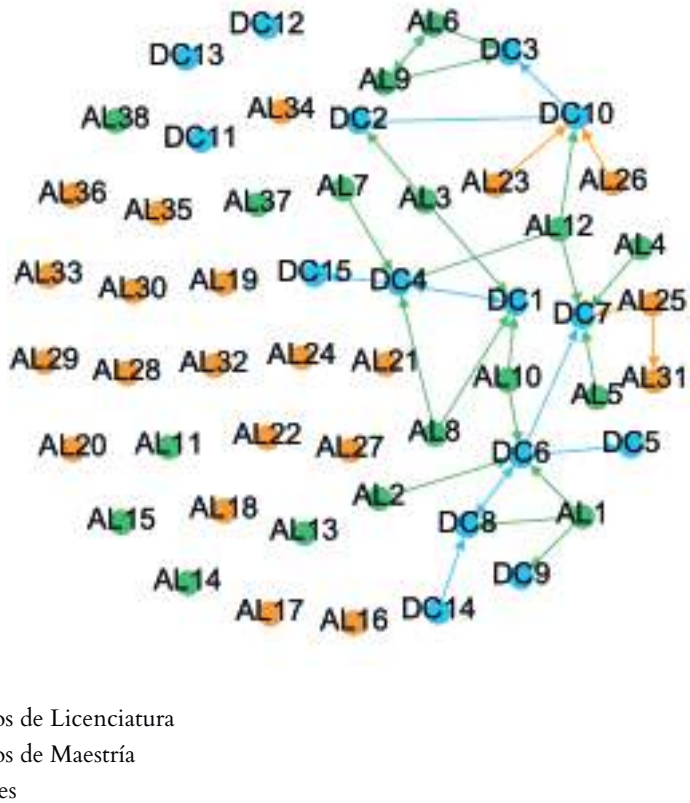 DC12
AL6
DC13
DC3
AL9
AL34
AL38
DC2
DC10
DC11
AL7
AL23
AL26
AL36
AL3
AL37
AL35
AL12
AL4
AL33
DC15
AL19
DC4
AL30
DC1
AL25
DC7
AL24
AL29
AL32
AL21
AL28
AL10
AL31
AL5
AL22
AL8
DC5
AL20
AL11
AL27
DC6
AL2
AL18
AL15
DC8
AL1
AL13
DC9
AL14
DC14
AL17
AL16
os de Licenciatura
os de Maestría
es